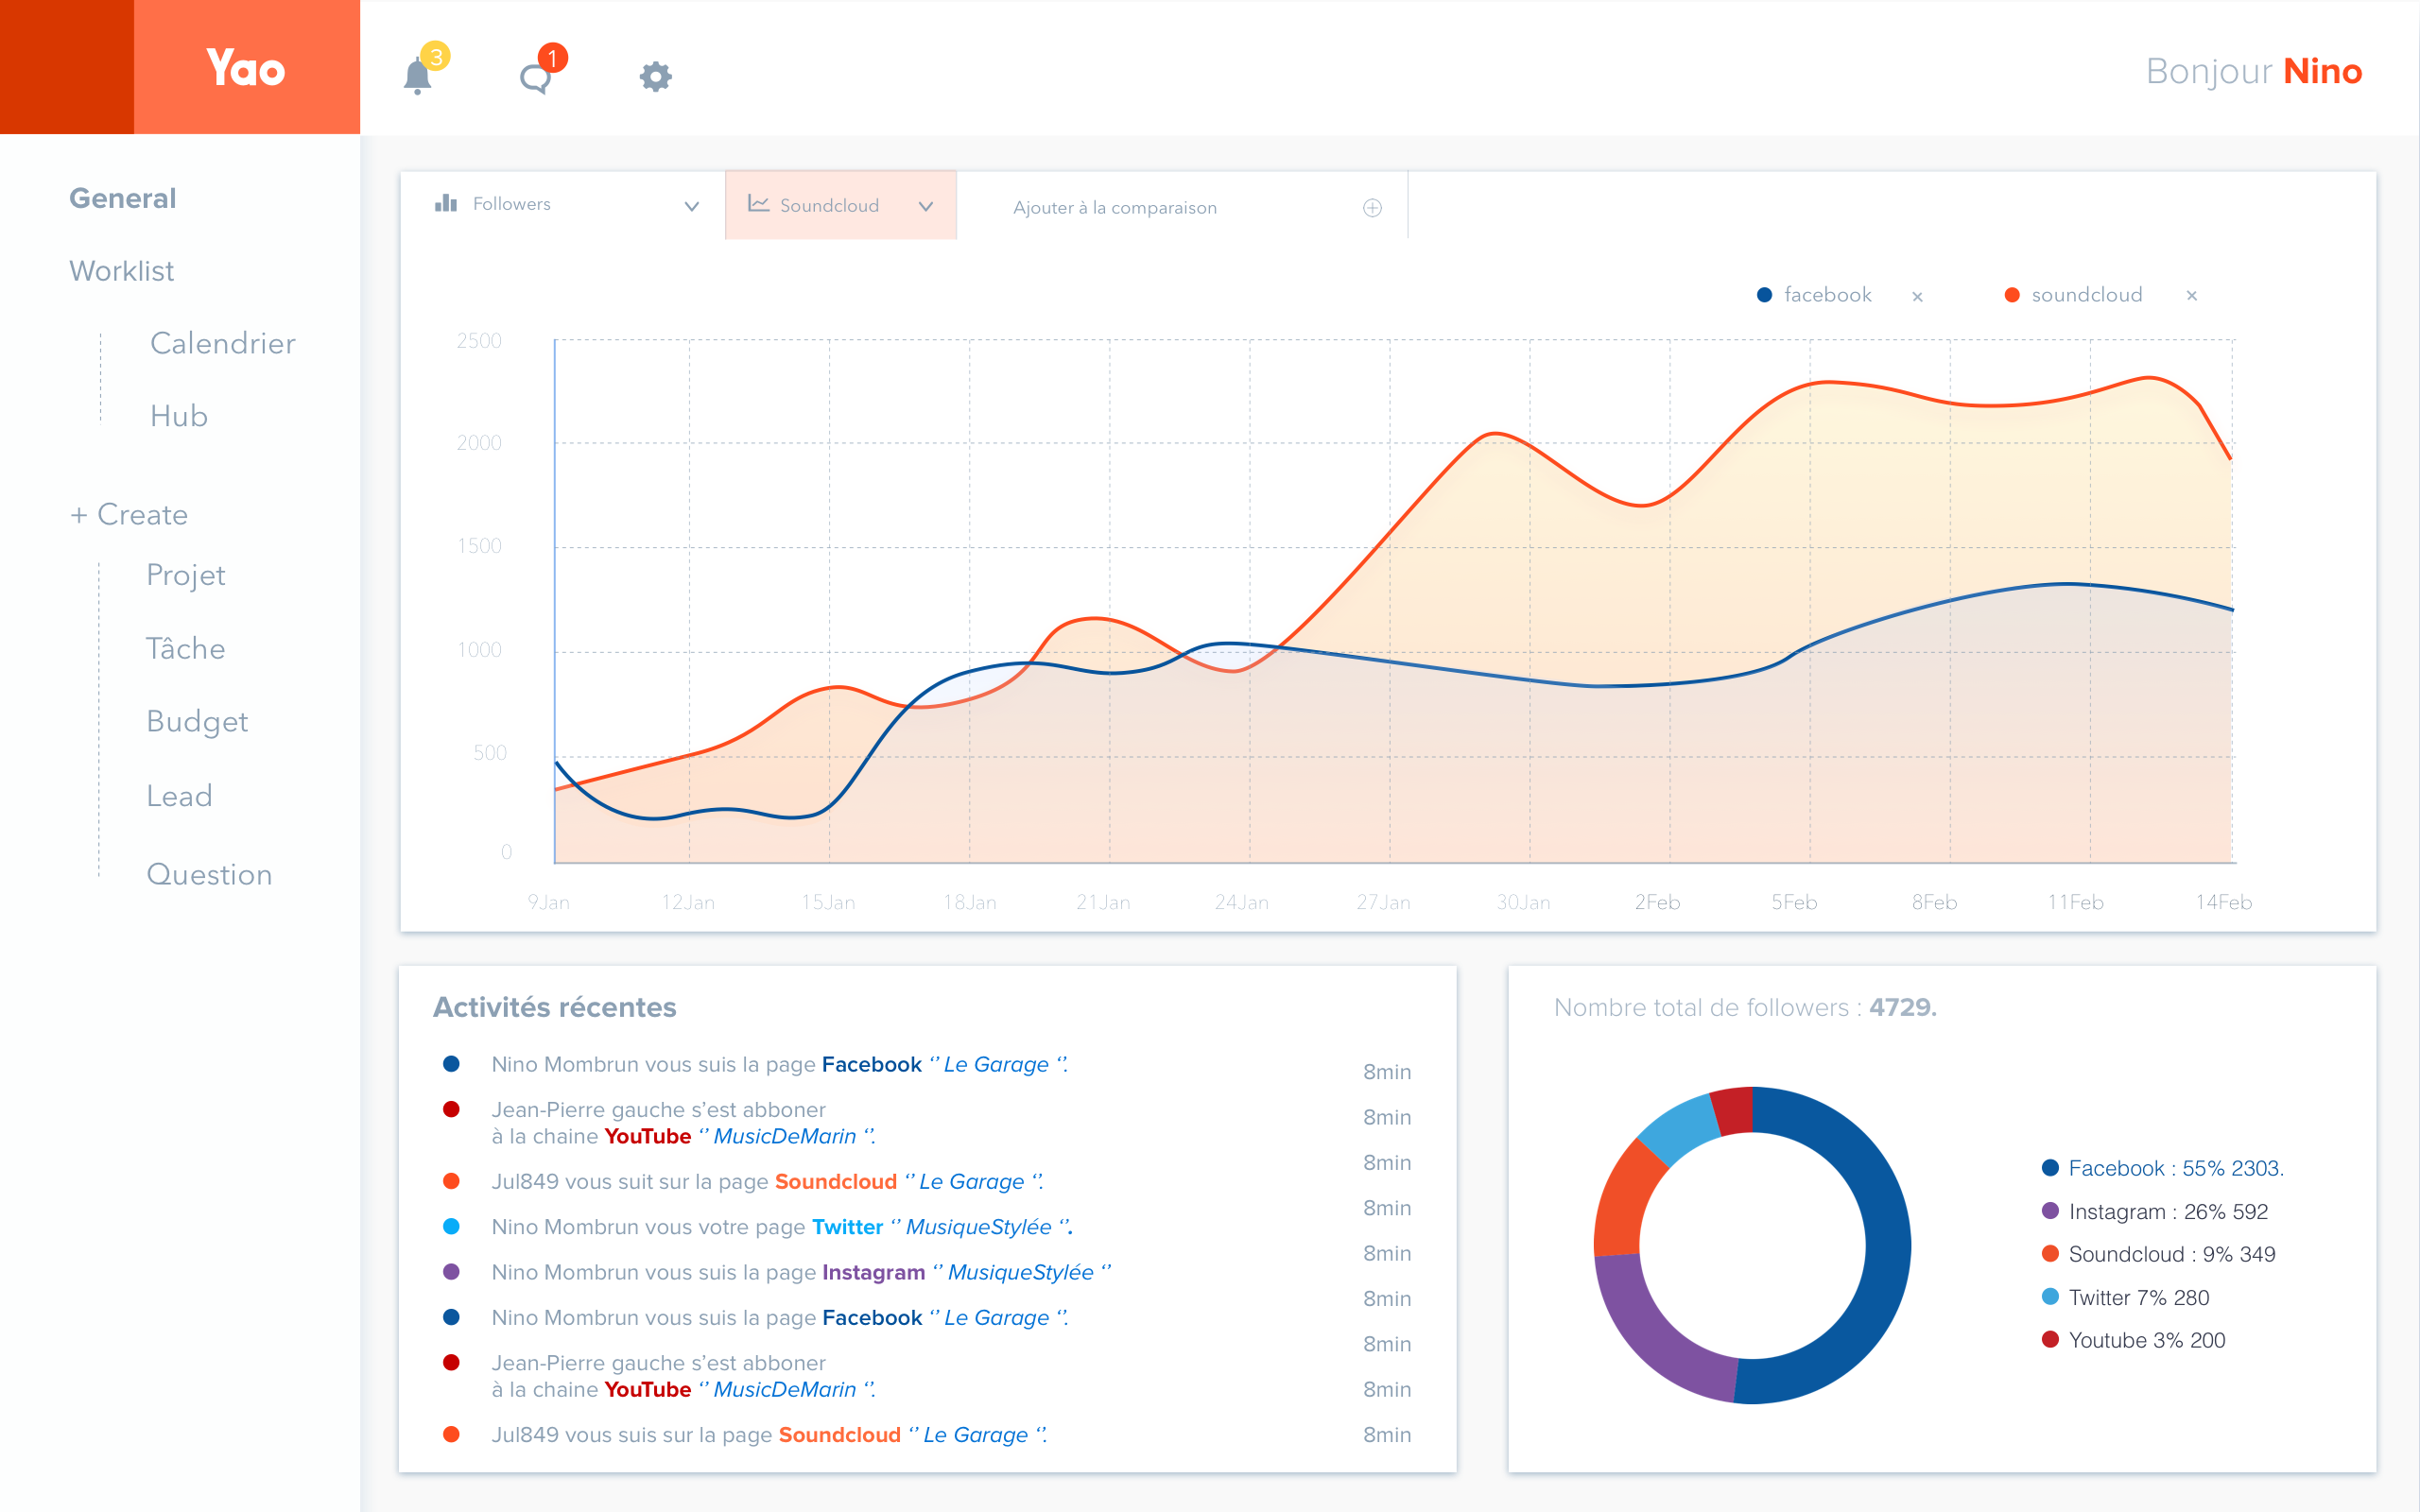 Yao
3
1
Bonjour Nino
General
Worklist
Calendrier
Hub
+ Create
Projet
Tâche
Budget
Lead
Question
Followers
Soundcloud
Ajouter à la comparaison
facebook ×
soundcloud ×
2500
2000
1500
1000
500
0
9Jan 12Jan 15Jan 18Jan 21Jan 24Jan 27Jan 30Jan 2Feb 5Feb 8Feb 11Feb 14Feb
Activités récentes
Nino Mombrun vous suis la page Facebook ‘’ Le Garage ‘’.
8min
Jean-Pierre gauche s’est abboner
à la chaine YouTube ‘’ MusicDeMarin ‘’.
8min
Jul849 vous suit sur la page Soundcloud ‘’ Le Garage ‘’.
8min
Nino Mombrun vous votre page Twitter ‘’ MusiqueStylée ‘’.
8min
Nino Mombrun vous suis la page Instagram ‘’ MusiqueStylée ‘’
8min
Nino Mombrun vous suis la page Facebook ‘’ Le Garage ‘’.
8min
Jean-Pierre gauche s’est abboner
à la chaine YouTube ‘’ MusicDeMarin ‘’.
8min
Jul849 vous suis sur la page Soundcloud ‘’ Le Garage ‘’.
8min
8min
Nombre total de followers : 4729.
Facebook : 55% 2303.
Instagram : 26% 592
Soundcloud : 9% 349
Twitter 7% 280
Youtube 3% 200